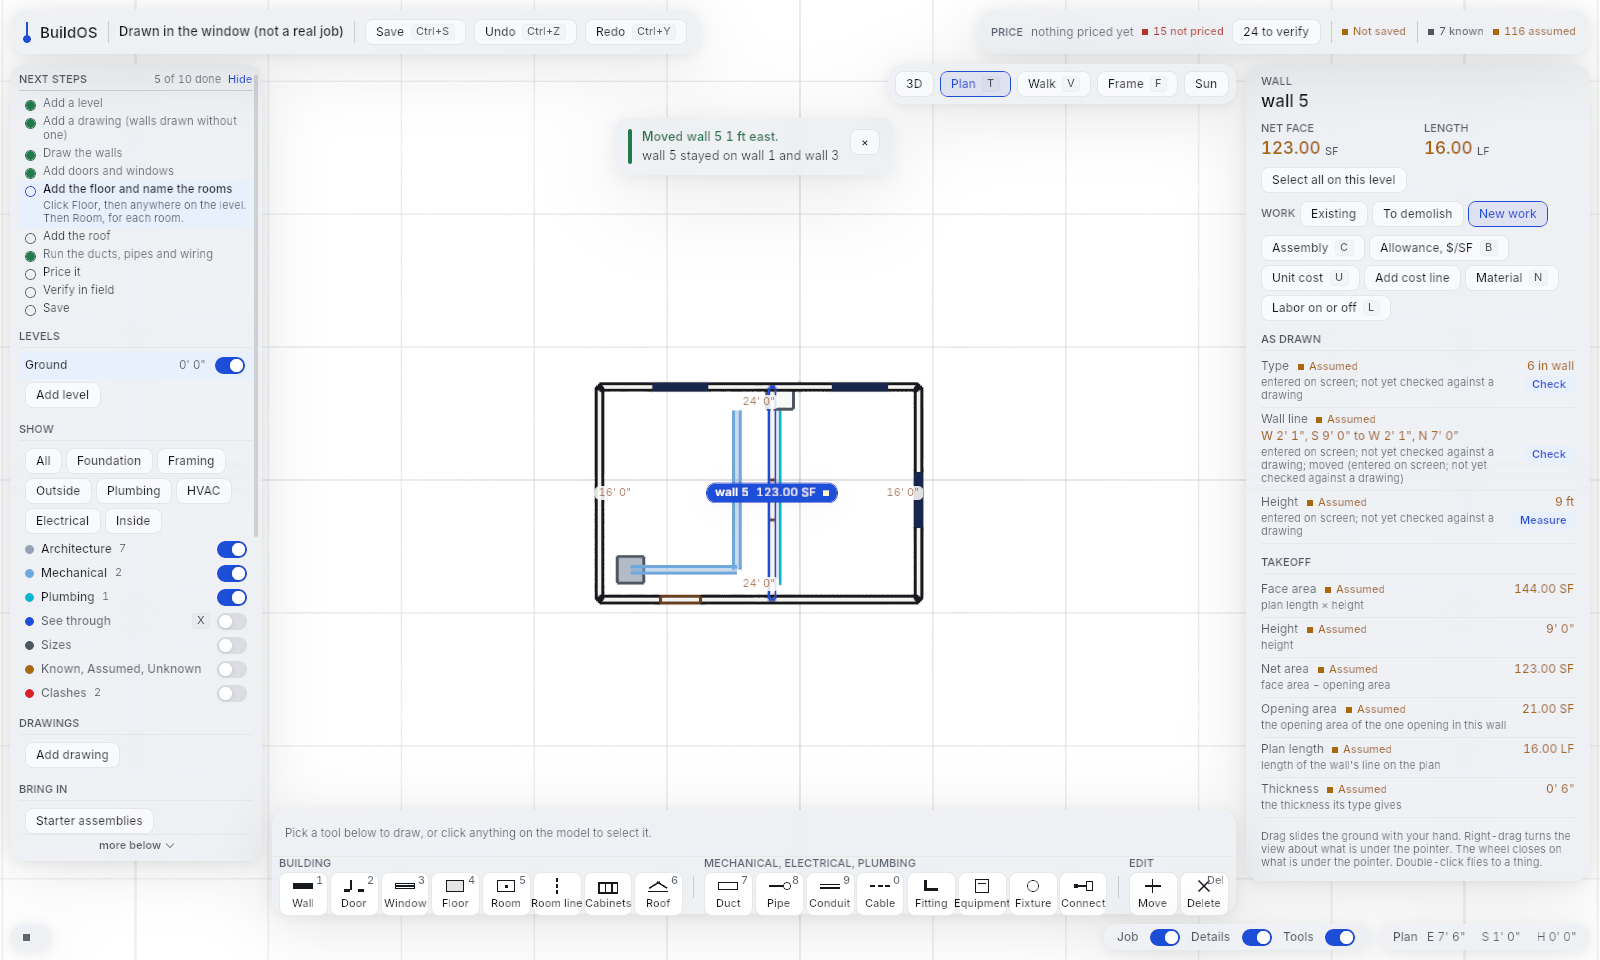 BuildOS
Drawn in the window (not a real job)
Save Ctrl+S
Undo Ctrl+Z
Redo Ctrl+Y
PRICE nothing priced yet
15 not priced
24 to verify
Not saved
7 known
116 assumed
NEXT STEPS 5 of 10 done Hide
Add a level
Add a drawing (walls drawn without
one)
Draw the walls
Add doors and windows
Add the floor and name the rooms
Click Floor, then anywhere on the level.
Then Room, for each room.
Add the roof
Run the ducts, pipes and wiring
Price it
Verify in field
Save
LEVELS
Ground 0' 0"
Add level
SHOW
All Foundation Framing
Outside Plumbing HVAC
Electrical Inside
Architecture 7
Mechanical 2
Plumbing 1
See through X
Sizes
Known, Assumed, Unknown
Clashes 2
DRAWINGS
Add drawing
BRING IN
Starter assemblies
more below
3D Plan T Walk V Frame F Sun
Moved wall 5 1 ft east.
wall 5 stayed on wall 1 and wall 3
×
24' 0"
16' 0"
wall 5 123.00 SF
16' 0"
24' 0"
WALL
wall 5
NET FACE LENGTH
123.00 SF 16.00 LF
Select all on this level
WORK Existing To demolish New work
Assembly C Allowance, $/SF B
Unit cost U Add cost line Material N
Labor on or off L
AS DRAWN
Type Assumed 6 in wall
entered on screen; not yet checked against a
drawing
Check
Wall line Assumed
W 2' 1", S 9' 0" to W 2' 1", N 7' 0"
entered on screen; not yet checked against a
drawing; moved (entered on screen; not yet
checked against a drawing)
Check
Height Assumed 9 ft
entered on screen; not yet checked against a
drawing
Measure
TAKEOFF
Face area Assumed 144.00 SF
plan length × height
Height Assumed 9' 0"
height
Net area Assumed 123.00 SF
face area − opening area
Opening area Assumed 21.00 SF
the opening area of the one opening in this wall
Plan length Assumed 16.00 LF
length of the wall's line on the plan
Thickness Assumed 0' 6"
the thickness its type gives
Drag slides the ground with your hand. Right-drag turns the
view about what is under the pointer. The wheel closes on
what is under the pointer. Double-click flies to a thing.
Pick a tool below to draw, or click anything on the model to select it.
BUILDING
1 Wall
2 Door
3 Window
4 Floor
5 Room
Room line
Cabinets
6 Roof
MECHANICAL, ELECTRICAL, PLUMBING
7 Duct
8 Pipe
9 Conduit
0 Cable
Fitting
Equipment
Fixture
Connect
EDIT
Move
Del Delete
Job Details Tools
Plan E 7' 6" S 1' 0" H 0' 0"